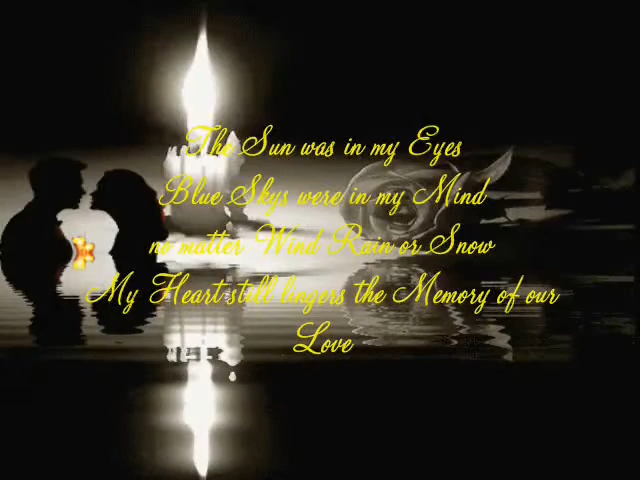 The Sun was in my Eyes
Blue Skys were in my Mind
no matter Wind Rain or Snow
My Heart still lingers the Memory of our
Love